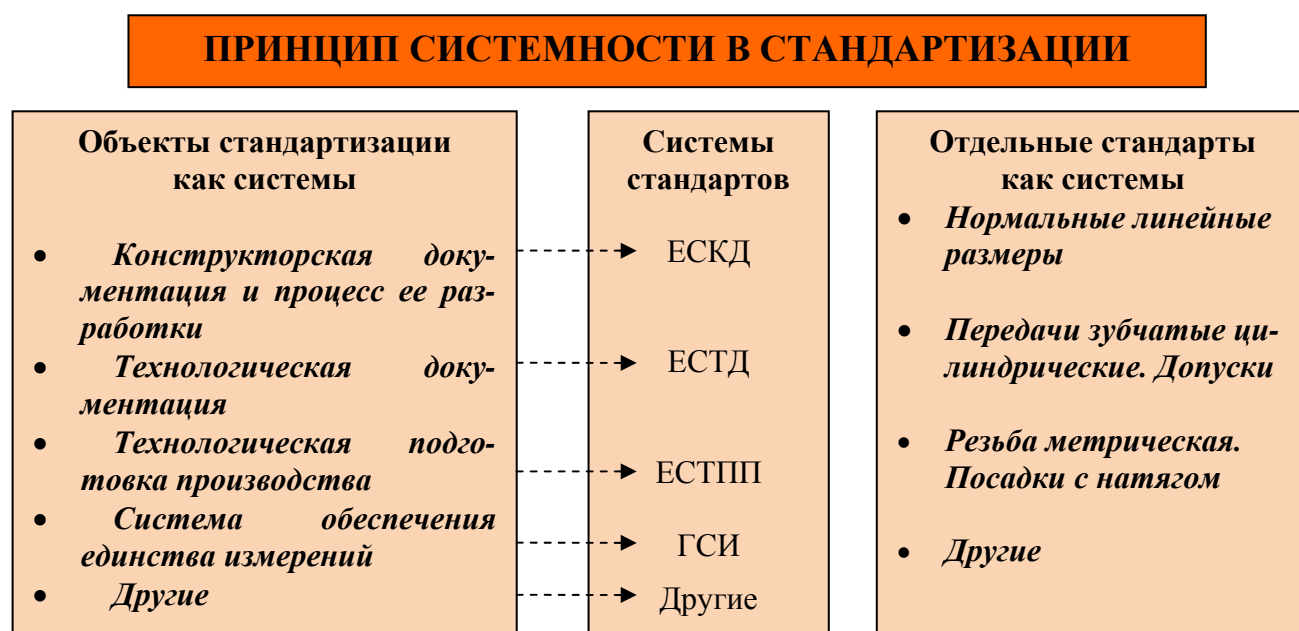 ПРИНЦИП СИСТЕМНОСТИ В СТАНДАРТИЗАЦИИ
Объекты стандартизации
как системы
• Конструкторская доку-
ментация и процесс ее раз-
работки
• Технологическая доку-
ментация
• Технологическая подго-
товка производства
• Система обеспечения
единства измерений
• Другие
Системы
стандартов
ЕСКД
ЕСТД
ЕСТПП
ГСИ
Другие
Отдельные стандарты
как системы
• Нормальные линейные
размеры
• Передачи зубчатые ци-
линдрические. Допуски
• Резьба метрическая.
Посадки с натягом
• Другие